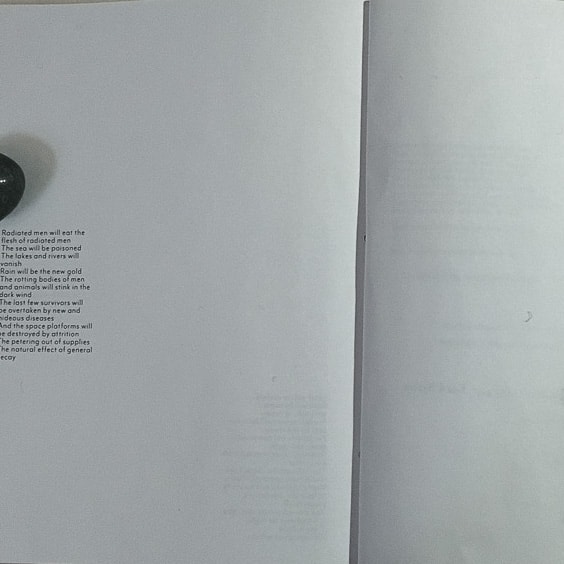 Radiated men will eat the
flesh of radiated men
The sea will be poisoned
The lakes and rivers will
vanish
Rain will be the new gold
The rotting bodies of men
and animals will stink in the
dark wind
The last few survivors will
be overtaken by new and
hideous diseases
And the space platforms will
be destroyed by attrition
The petering out of supplies
The natural effect of general
decay